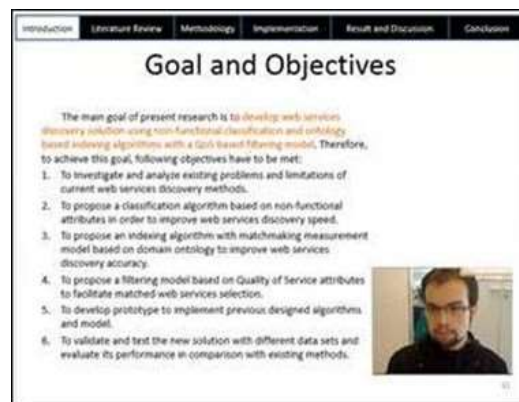 Introduction Literature Review Methodology Implementation Result and Discussion Conclusion
Goal and Objectives
The main goal of present research is to develop web services
discovery solution using non-functional classification and ontology
based indexing algorithms with a QoS based filtering model. Therefore,
to achieve this goal, following objectives have to be met:
1. To investigate and analyze existing problems and limitations of
current web services discovery methods.
2. To propose a classification algorithm based on non-functional
attributes in order to improve web services discovery speed.
3. To propose an indexing algorithm with matchmaking measurement
model based on domain ontology to improve web services
discovery accuracy.
4. To propose a filtering model based on Quality of Service attributes
to facilitate matched web services selection.
5. To develop prototype to implement previous designed algorithms
and model.
6. To validate and test the new solution with different data sets and
evaluate its performance in comparison with existing methods.